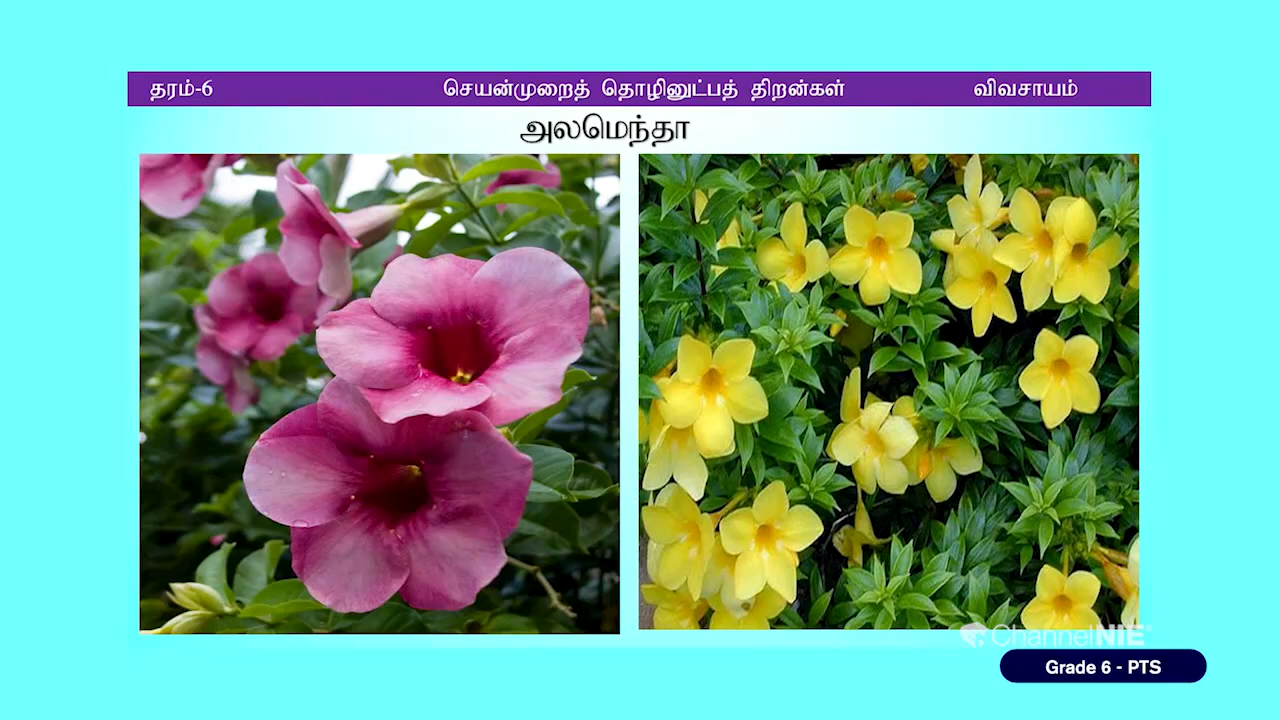 தரம்-6 செயன்முறைத் தொழினுட்பத் திறன்கள் விவசாயம்
அலமெந்தா
ChannelNIE
Grade 6 - PTS